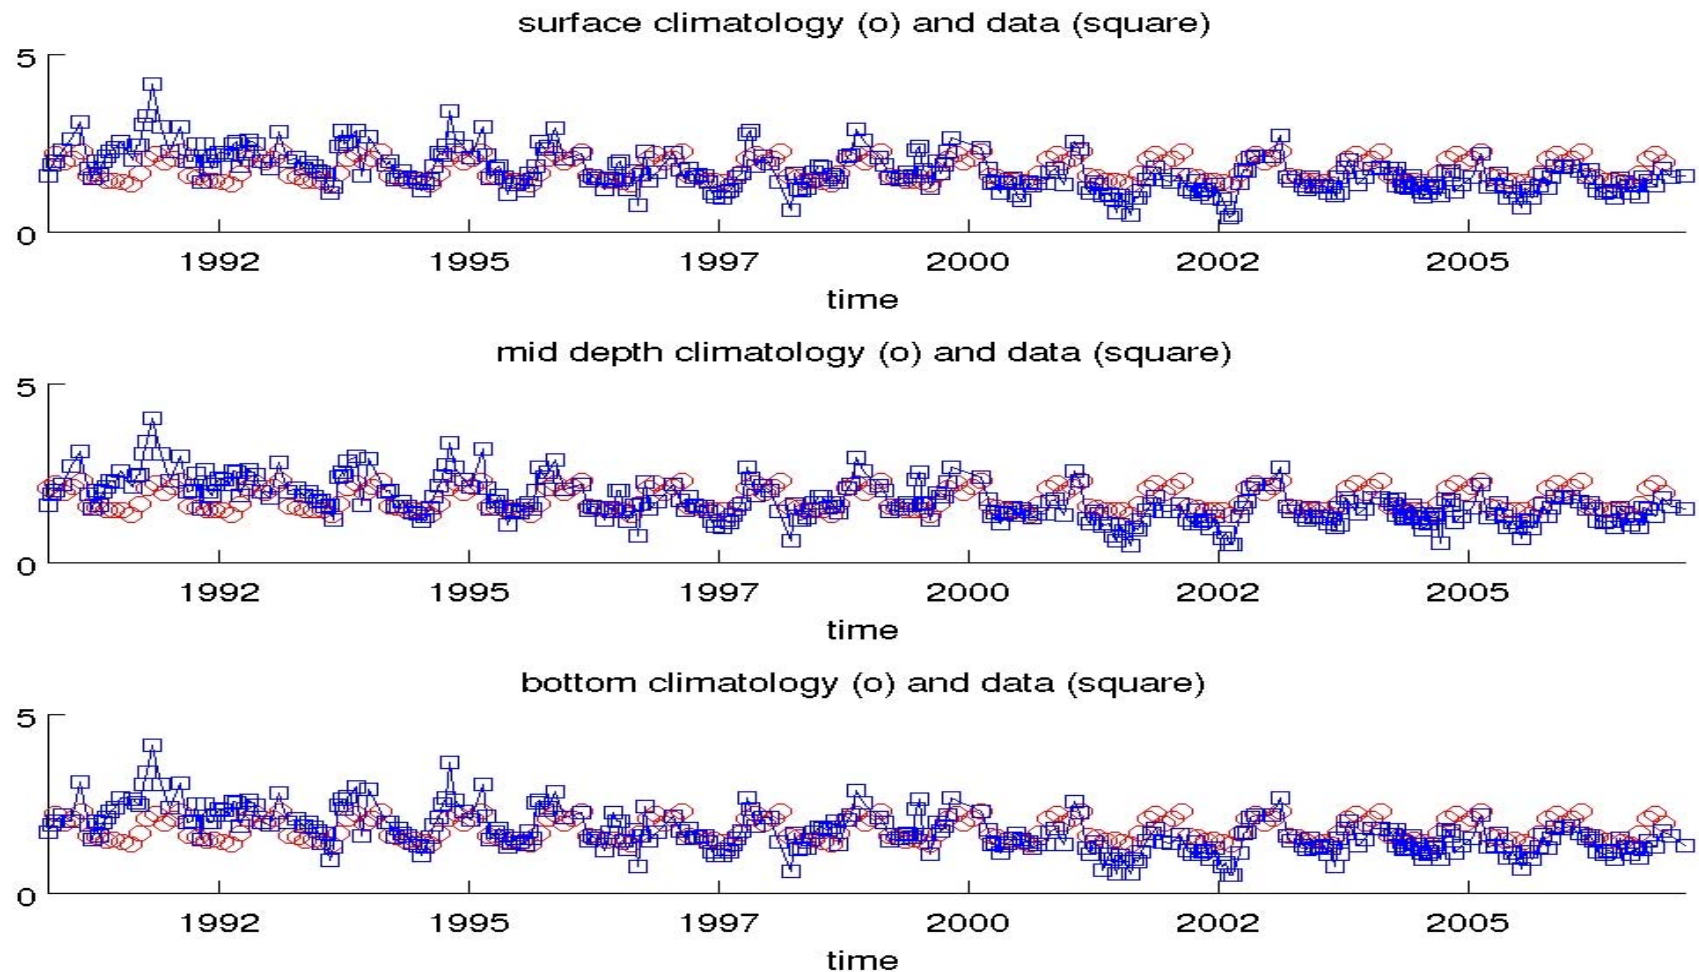 surface climatology (o) and data (square)
5
0
1992 1995 1997 2000 2002 2005
time
mid depth climatology (o) and data (square)
5
0
1992 1995 1997 2000 2002 2005
time
bottom climatology (o) and data (square)
5
0
1992 1995 1997 2000 2002 2005
time